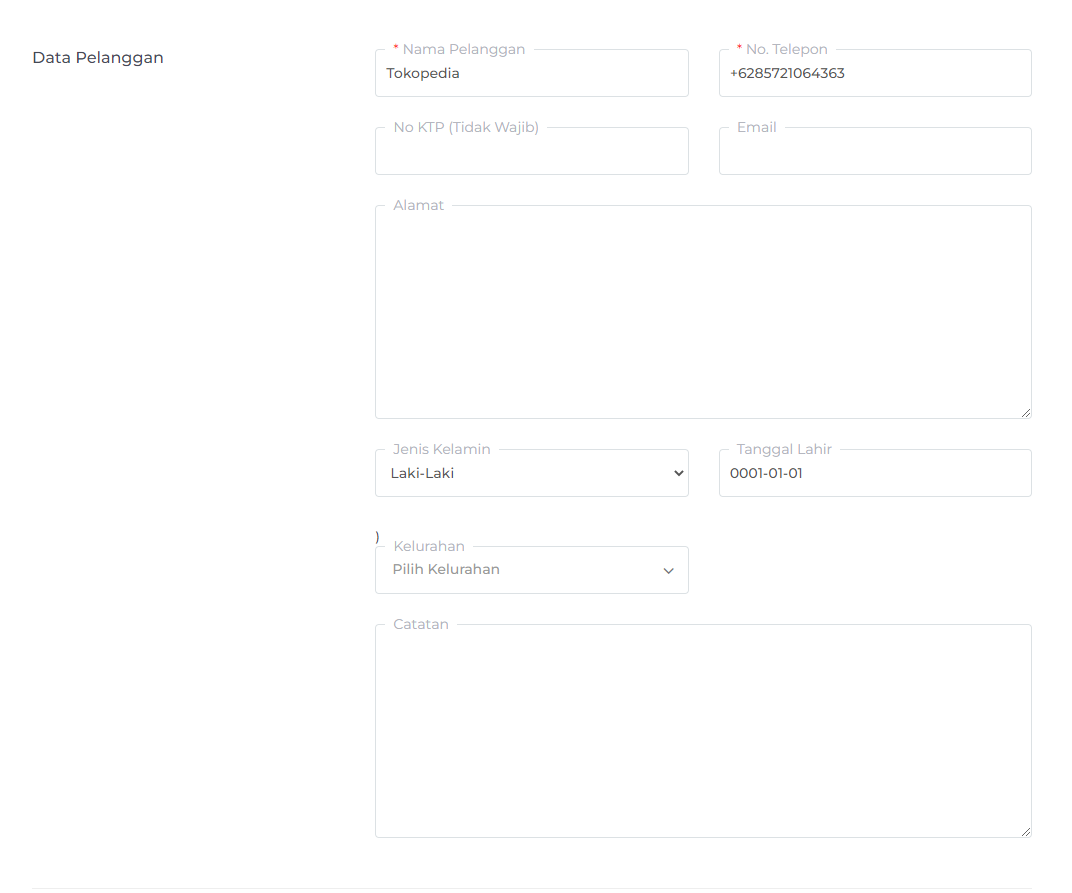 Data Pelanggan
* Nama Pelanggan
Tokopedia
* No. Telepon
+6285721064363
No KTP (Tidak Wajib)
Email
Alamat
Jenis Kelamin
Laki-Laki
Tanggal Lahir
0001-01-01
)
Kelurahan
Pilih Kelurahan
Catatan